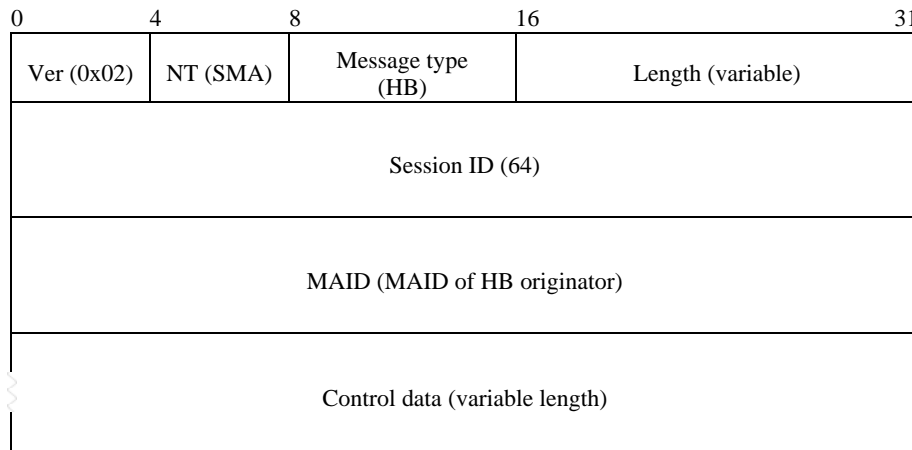 0 4 8 16 31
Ver (0x02) NT (SMA) Message type (HB) Length (variable)
Session ID (64)
MAID (MAID of HB originator)
Control data (variable length)